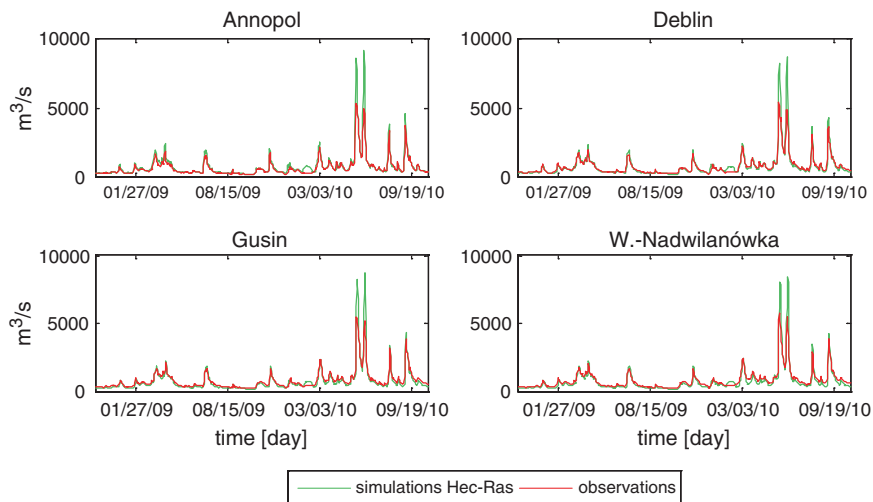 Annopol
Deblin
10000
5000
0
m³/s
01/27/09 08/15/09 03/03/10 09/19/10
10000
5000
0
01/27/09 08/15/09 03/03/10 09/19/10
Gusin
W.-Nadwilanówka
10000
5000
0
m³/s
01/27/09 08/15/09 03/03/10 09/19/10
time [day]
10000
5000
0
01/27/09 08/15/09 03/03/10 09/19/10
time [day]
simulations Hec-Ras observations